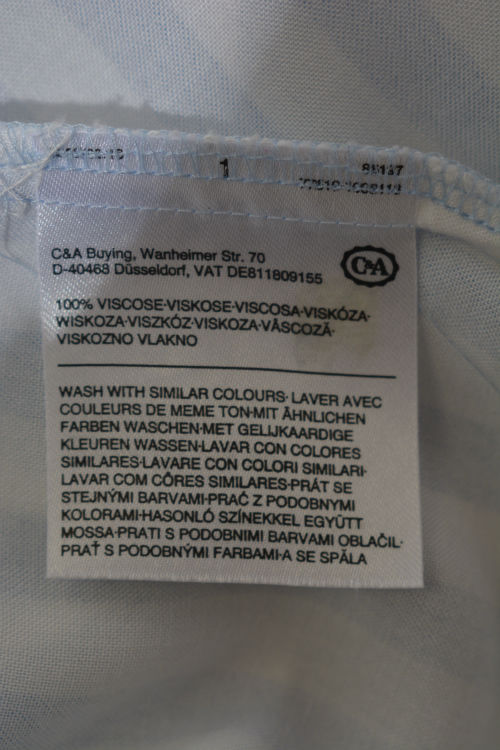 1
C&A Buying, Wanheimer Str. 70
D-40468 Düsseldorf, VAT DE811809155
C&A
100% VISCOSE·VISKOSE·VISCOSA·VISKÓZA·
WISKOZA·VISZKÓZ·VISKOZA·VÂSCOZĂ·
VISKOZNO VLAKNO
WASH WITH SIMILAR COLOURS· LAVER AVEC
COULEURS DE MEME TON·MIT ÄHNLICHEN
FARBEN WASCHEN·MET GELIJKAARDIGE
KLEUREN WASSEN·LAVAR CON COLORES
SIMILARES·LAVARE CON COLORI SIMILARI·
LAVAR COM CÔRES SIMILARES·PRÁT SE
STEJNÝMI BARVAMI·PRAĆ Z PODOBNYMI
KOLORAMI·HASONLÓ SZÍNEKKEL EGYÜTT
MOSSA·PRATI S PODOBNIMI BARVAMI OBLAČIL·
PRAŤ S PODOBNÝMI FARBAMI·A SE SPĂLA